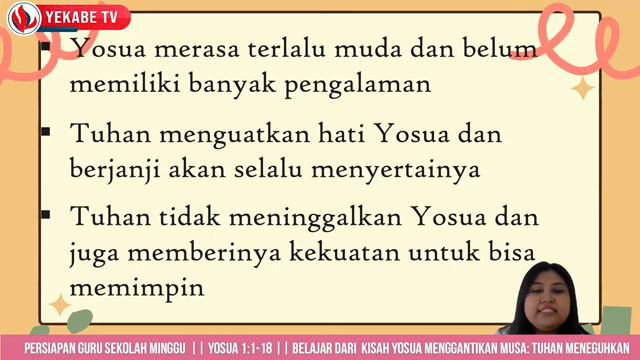 YEKABE TV
Yosua merasa terlalu muda dan belum
memiliki banyak pengalaman
Tuhan menguatkan hati Yosua dan
berjanji akan selalu menyertainya
Tuhan tidak meninggalkan Yosua dan
juga memberinya kekuatan untuk bisa
memimpin
PERSIAPAN GURU SEKOLAH MINGGU || YOSUA 1:1-18 || BELAJAR DARI KISAH YOSUA MENGGANTIKAN MUSA: TUHAN MENEGUHKAN